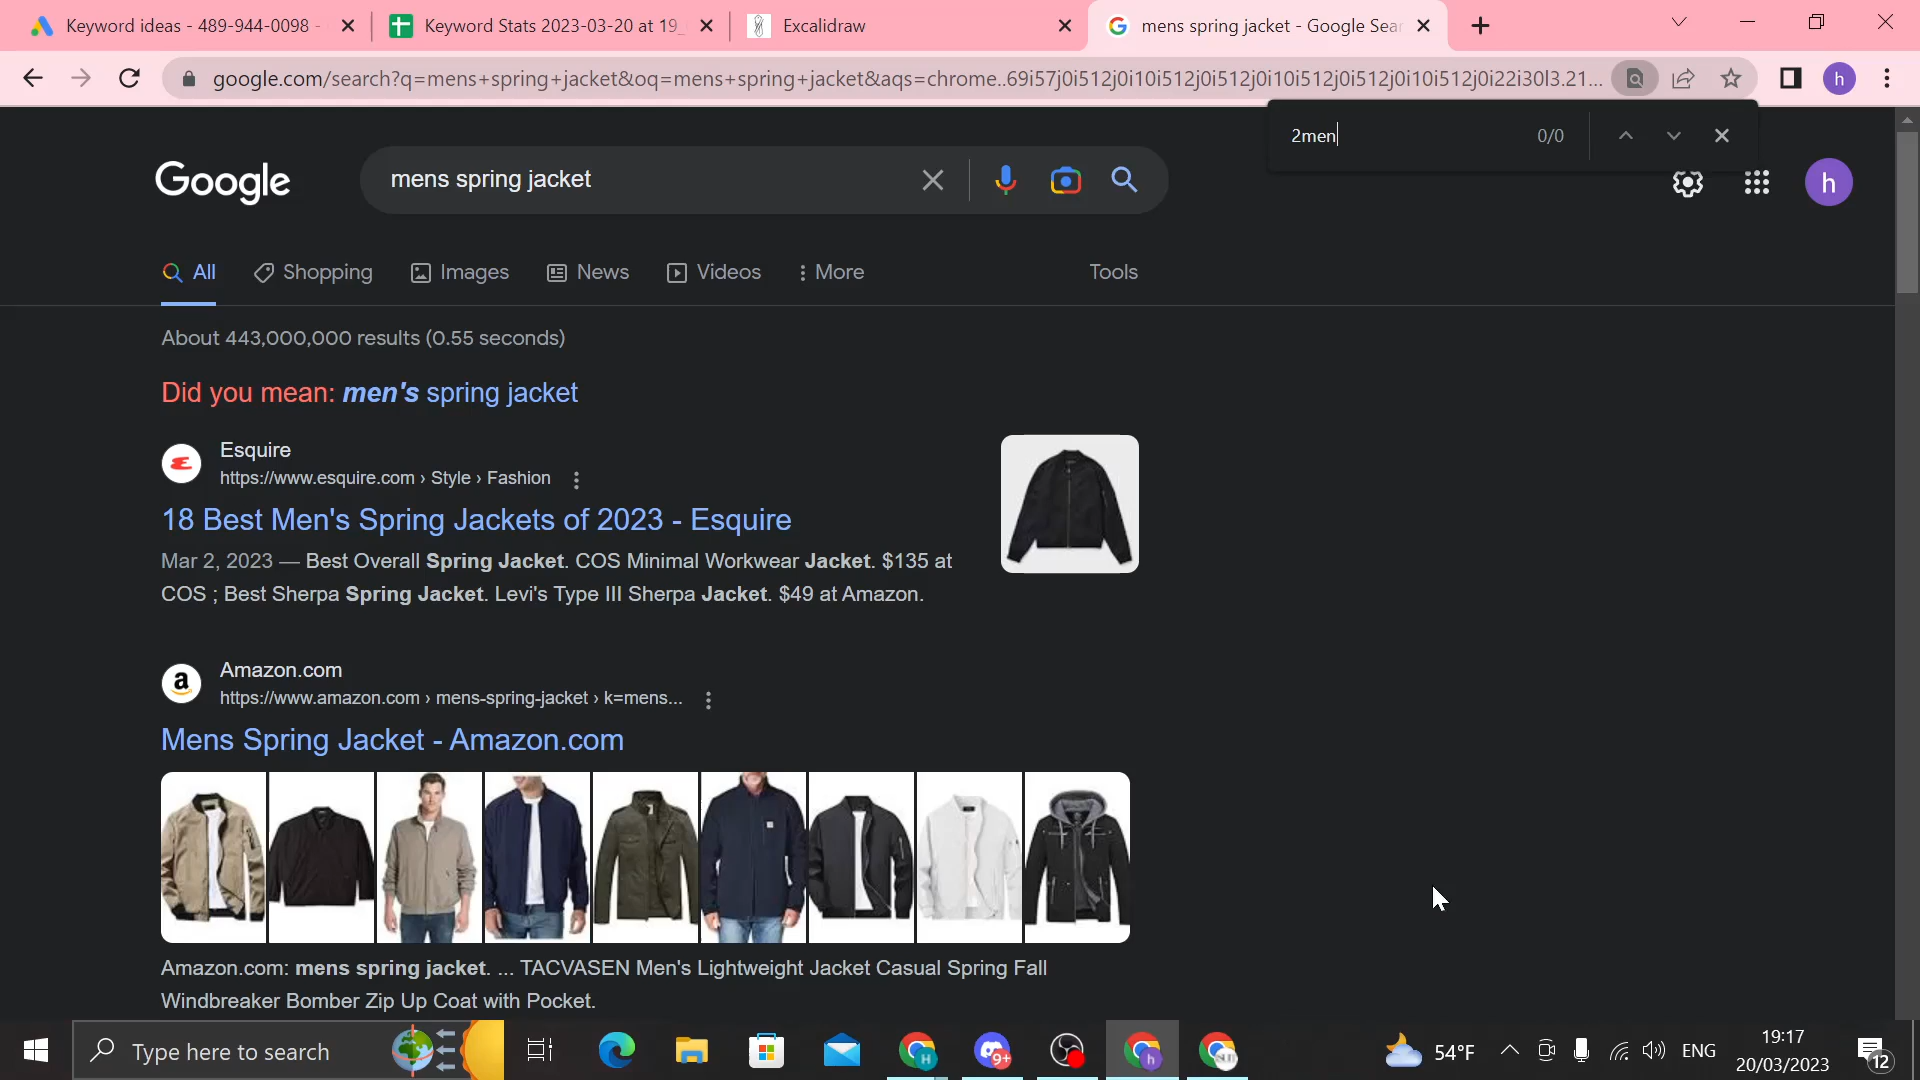 Keyword ideas - 489-944-0098 -
Keyword Stats 2023-03-20 at 19_
Excalidraw
mens spring jacket - Google Sear
google.com/search?q=mens+spring+jacket&oq=mens+spring+jacket&aqs=chrome..69i57j0i512j0i10i512j0i512j0i10i512j0i512j0i10i512j0i22i30l3.21...
h
2men
0/0
Google
mens spring jacket
h
All
Shopping
Images
News
Videos
More
Tools
About 443,000,000 results (0.55 seconds)
Did you mean: men's spring jacket
Esquire
https://www.esquire.com › Style › Fashion
18 Best Men's Spring Jackets of 2023 - Esquire
Mar 2, 2023 — Best Overall Spring Jacket. COS Minimal Workwear Jacket. $135 at
COS ; Best Sherpa Spring Jacket. Levi's Type III Sherpa Jacket. $49 at Amazon.
Amazon.com
https://www.amazon.com › mens-spring-jacket › k=mens...
Mens Spring Jacket - Amazon.com
Amazon.com: mens spring jacket. ... TACVASEN Men's Lightweight Jacket Casual Spring Fall
Windbreaker Bomber Zip Up Coat with Pocket.
Type here to search
H
9+
h
54°F
ENG
19:17
20/03/2023
12